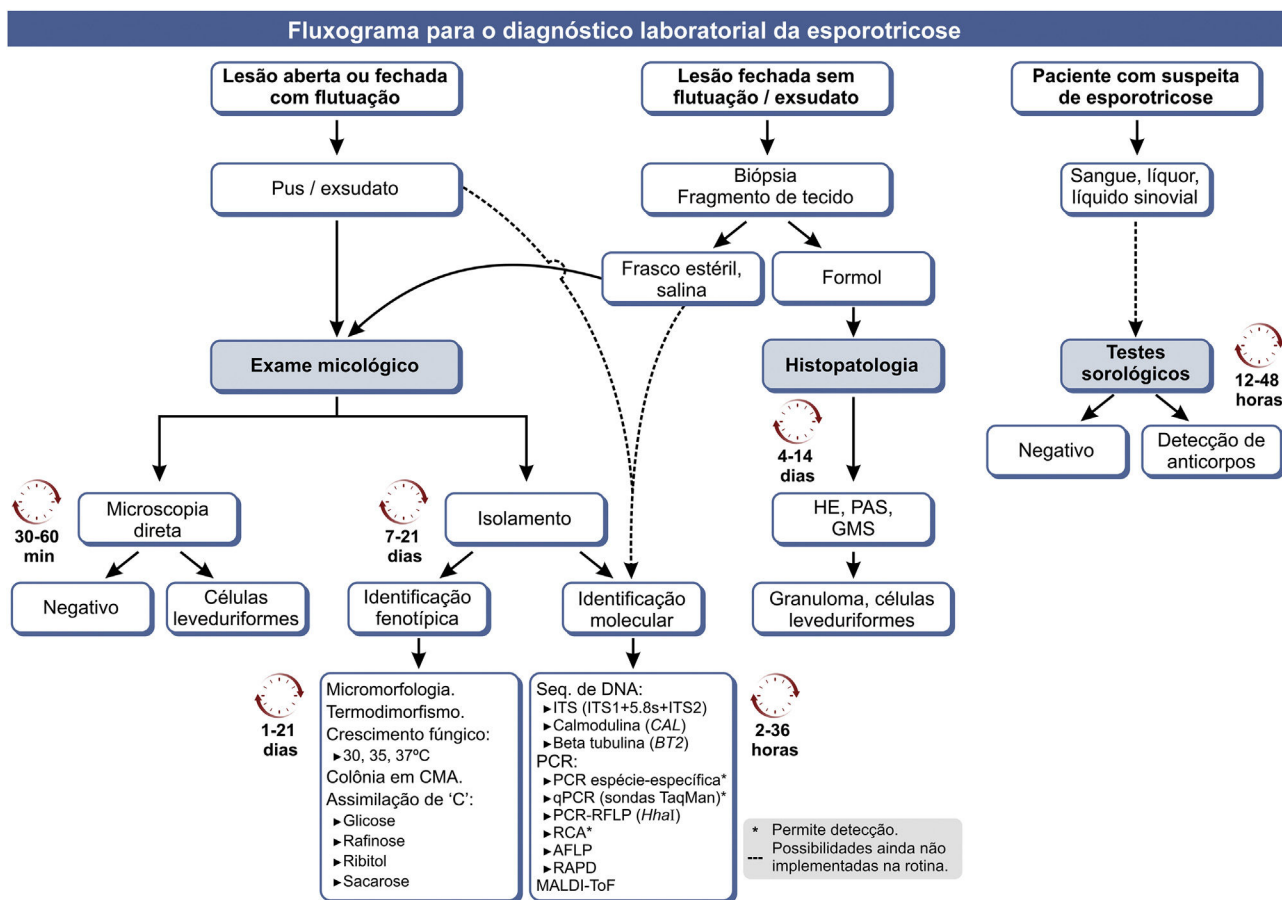 Fluxograma para o diagnóstico laboratorial da esporotricose
Lesão aberta ou fechada
com flutuação
Lesão fechada sem
flutuação / exsudato
Paciente com suspeita
de esporotricose
Pus / exsudato
Biópsia
Fragmento de tecido
Sangue, líquor,
líquido sinovial
Frasco estéril,
salina
Formol
Exame micológico
Histopatologia
Testes
sorológicos
12-48
horas
4-14
dias
Negativo
Detecção de
anticorpos
30-60
min
Microscopia
direta
7-21
dias
Isolamento
HE, PAS,
GMS
Negativo
Células
leveduriformes
Identificação
fenotípica
Identificação
molecular
Granuloma, células
leveduriformes
1-21
dias
Micromorfologia.
Termodimorfismo.
Crescimento fúngico:
►30, 35, 37ºC
Colônia em CMA.
Assimilação de ‘C’:
►Glicose
►Rafinose
►Ribitol
►Sacarose
Seq. de DNA:
►ITS (ITS1+5.8s+ITS2)
►Calmodulina (CAL)
►Beta tubulina (BT2)
PCR:
►PCR espécie-específica*
►qPCR (sondas TaqMan)*
►PCR-RFLP (HhaI)
►RCA*
►AFLP
►RAPD
MALDI-ToF
2-36
horas
* Permite detecção.
--- Possibilidades ainda não
implementadas na rotina.